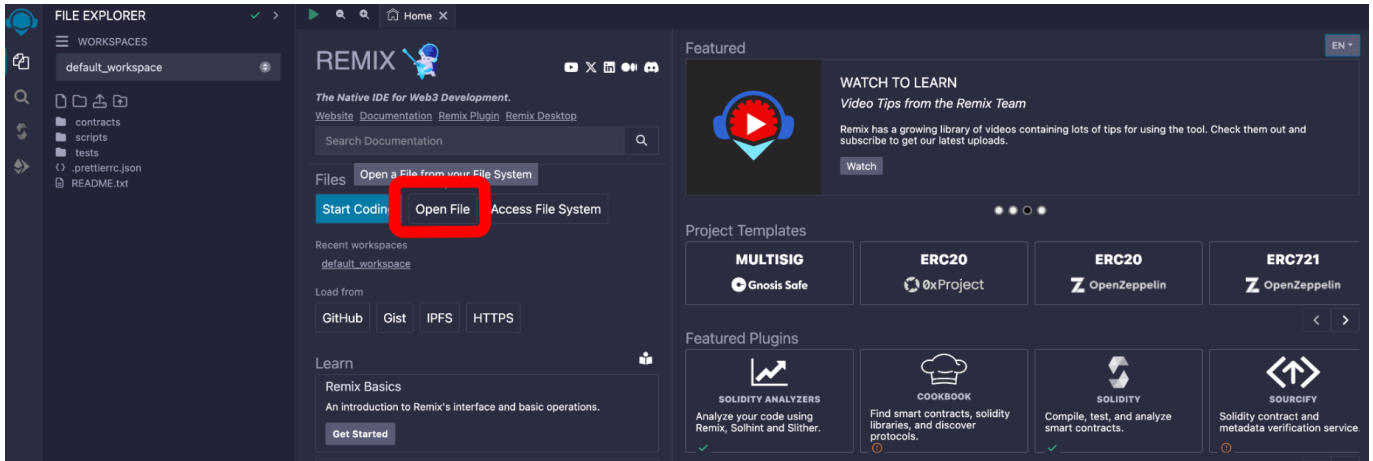 FILE EXPLORER
WORKSPACES
default_workspace
contracts
scripts
tests
.prettierrc.json
README.txt
Home
REMIX
The Native IDE for Web3 Development.
Website Documentation Remix Plugin Remix Desktop
Search Documentation
Files
Open a File from your File System
Start Coding Open File Access File System
Recent workspaces
default_workspace
Load from
GitHub Gist IPFS HTTPS
Learn
Remix Basics
An introduction to Remix's interface and basic operations.
Get Started
Featured
EN
WATCH TO LEARN
Video Tips from the Remix Team
Remix has a growing library of videos containing lots of tips for using the tool. Check them out and
subscribe to get our latest uploads.
Watch
Project Templates
MULTISIG
Gnosis Safe
ERC20
0xProject
ERC20
OpenZeppelin
ERC721
OpenZeppelin
Featured Plugins
SOLIDITY ANALYZERS
Analyze your code using
Remix, Solhint and Slither.
COOKBOOK
Find smart contracts, solidity
libraries, and discover
protocols.
SOLIDITY
Compile, test, and analyze
smart contracts.
SOURCIFY
Solidity contract and
metadata verification service.